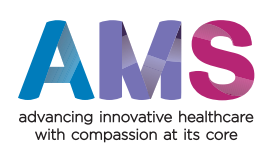 AMS
advancing innovative healthcare
with compassion at its core